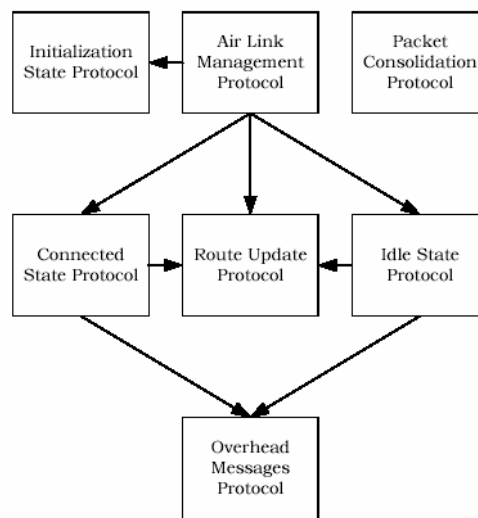 Initialization
State Protocol
Air Link
Management
Protocol
Packet
Consolidation
Protocol
Connected
State Protocol
Route Update
Protocol
Idle State
Protocol
Overhead
Messages
Protocol